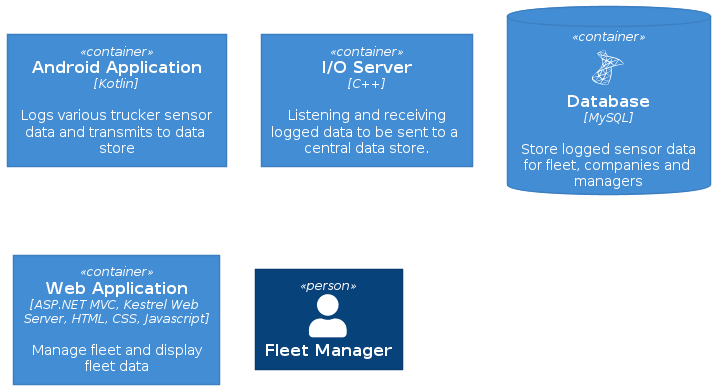 «container»
Android Application
[Kotlin]
Logs various trucker sensor
data and transmits to data
store
«container»
I/O Server
[C++]
Listening and receiving
logged data to be sent to a
central data store.
«container»
Database
[MySQL]
Store logged sensor data
for fleet, companies and
managers
«container»
Web Application
[ASP.NET MVC, Kestrel Web
Server, HTML, CSS, Javascript]
Manage fleet and display
fleet data
«person»
Fleet Manager